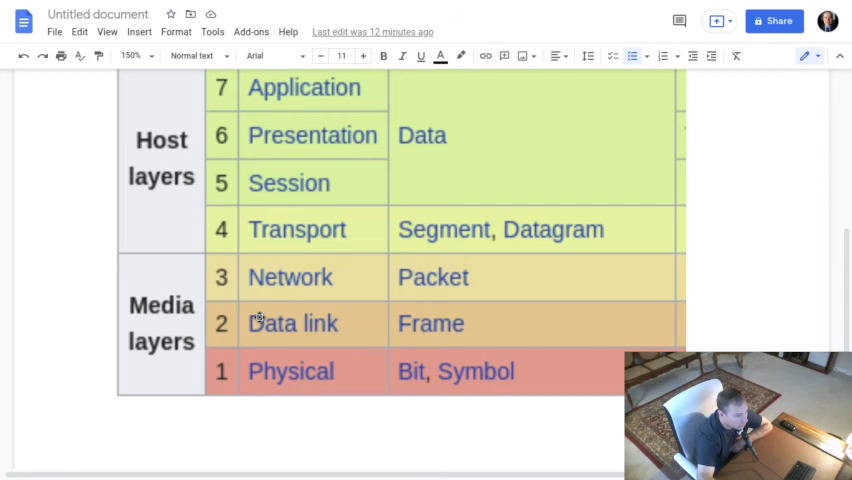 Untitled document
File Edit View Insert Format Tools Add-ons Help Last edit was 12 minutes ago
Share
150% Normal text Arial 11 B I U A
Host layers
7 Application Data
6 Presentation
5 Session
4 Transport Segment, Datagram
Media layers
3 Network Packet
2 Data link Frame
1 Physical Bit, Symbol